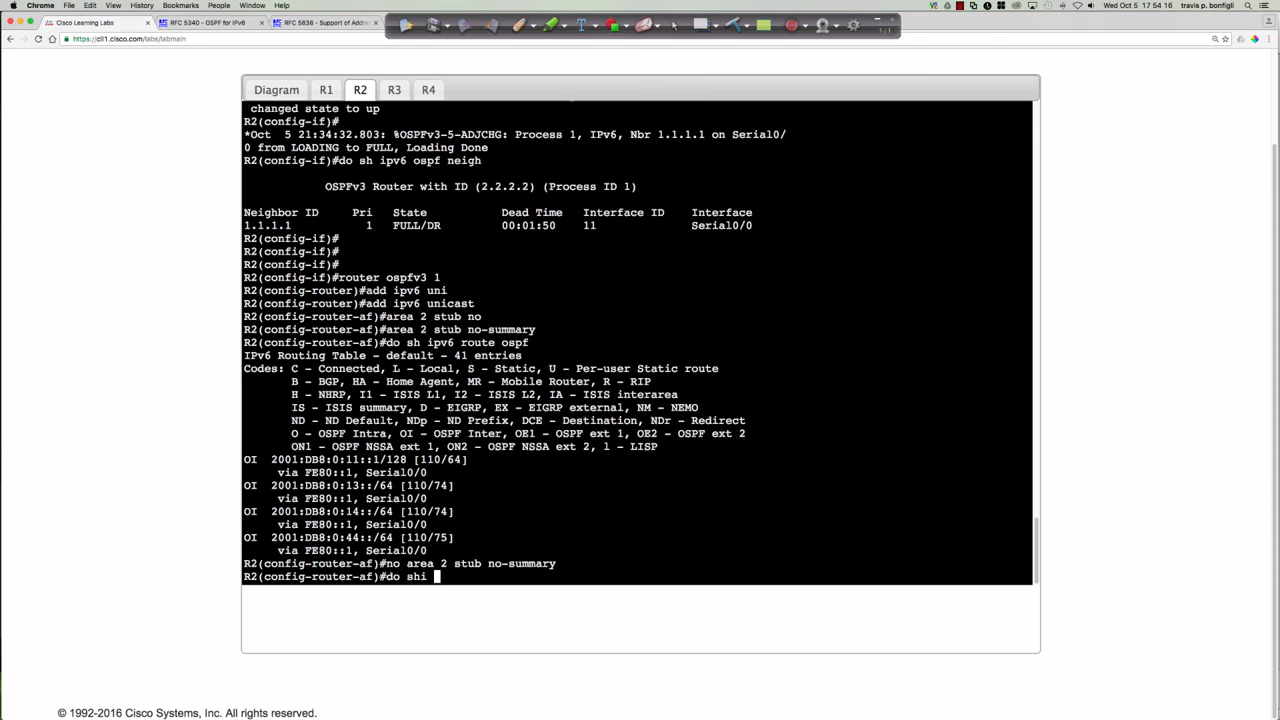 Chrome File Edit View History Bookmarks People Window Help
Wed Oct 5 17:54:16 travis p. bonfigli
Cisco Learning Labs
RFC 5340 - OSPF for IPv6
RFC 5838 - Support of Addres
https://cll1.cisco.com/labs/labmain
Diagram R1 R2 R3 R4
changed state to up
R2(config-if)#
*Oct  5 21:34:32.803: %OSPFv3-5-ADJCHG: Process 1, IPv6, Nbr 1.1.1.1 on Serial0/
0 from LOADING to FULL, Loading Done
R2(config-if)#do sh ipv6 ospf neigh
OSPFv3 Router with ID (2.2.2.2) (Process ID 1)
Neighbor ID     Pri   State           Dead Time   Interface ID    Interface
1.1.1.1           1   FULL/DR         00:01:50    11              Serial0/0
R2(config-if)#
R2(config-if)#
R2(config-if)#
R2(config-if)#router ospfv3 1
R2(config-router)#add ipv6 uni
R2(config-router)#add ipv6 unicast
R2(config-router-af)#area 2 stub no
R2(config-router-af)#area 2 stub no-summary
R2(config-router-af)#do sh ipv6 route ospf
IPv6 Routing Table - default - 41 entries
Codes: C - Connected, L - Local, S - Static, U - Per-user Static route
B - BGP, HA - Home Agent, MR - Mobile Router, R - RIP
H - NHRP, I1 - ISIS L1, I2 - ISIS L2, IA - ISIS interarea
IS - ISIS summary, D - EIGRP, EX - EIGRP external, NM - NEMO
ND - ND Default, NDp - ND Prefix, DCE - Destination, NDr - Redirect
O - OSPF Intra, OI - OSPF Inter, OE1 - OSPF ext 1, OE2 - OSPF ext 2
ON1 - OSPF NSSA ext 1, ON2 - OSPF NSSA ext 2, l - LISP
OI  2001:DB8:0:11::1/128 [110/64]
via FE80::1, Serial0/0
OI  2001:DB8:0:13::/64 [110/74]
via FE80::1, Serial0/0
OI  2001:DB8:0:14::/64 [110/74]
via FE80::1, Serial0/0
OI  2001:DB8:0:44::/64 [110/75]
via FE80::1, Serial0/0
R2(config-router-af)#no area 2 stub no-summary
R2(config-router-af)#do shi
© 1992-2016 Cisco Systems, Inc. All rights reserved.